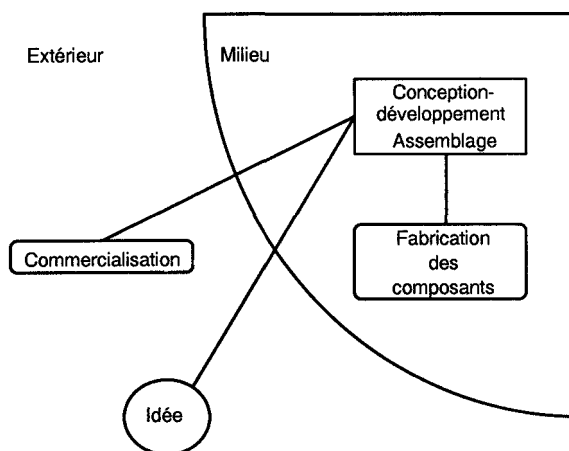 Extérieur
Milieu
Conception-
développement
Assemblage
Commercialisation
Fabrication
des
composants
Idée